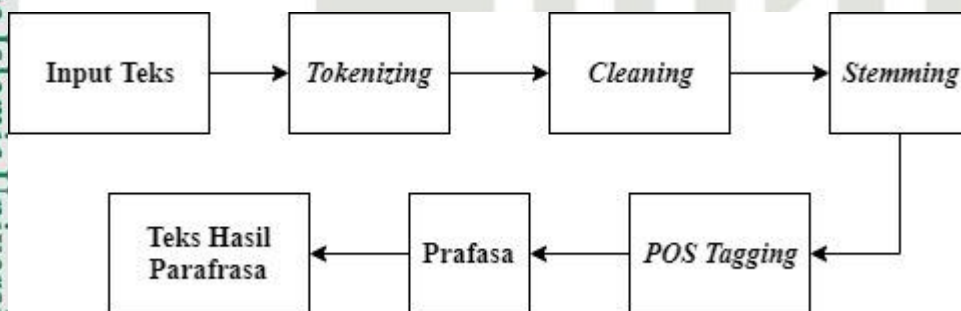 Input Teks
Tokenizing
Cleaning
Stemming
POS Tagging
Prafasa
Teks Hasil
Parafrasa